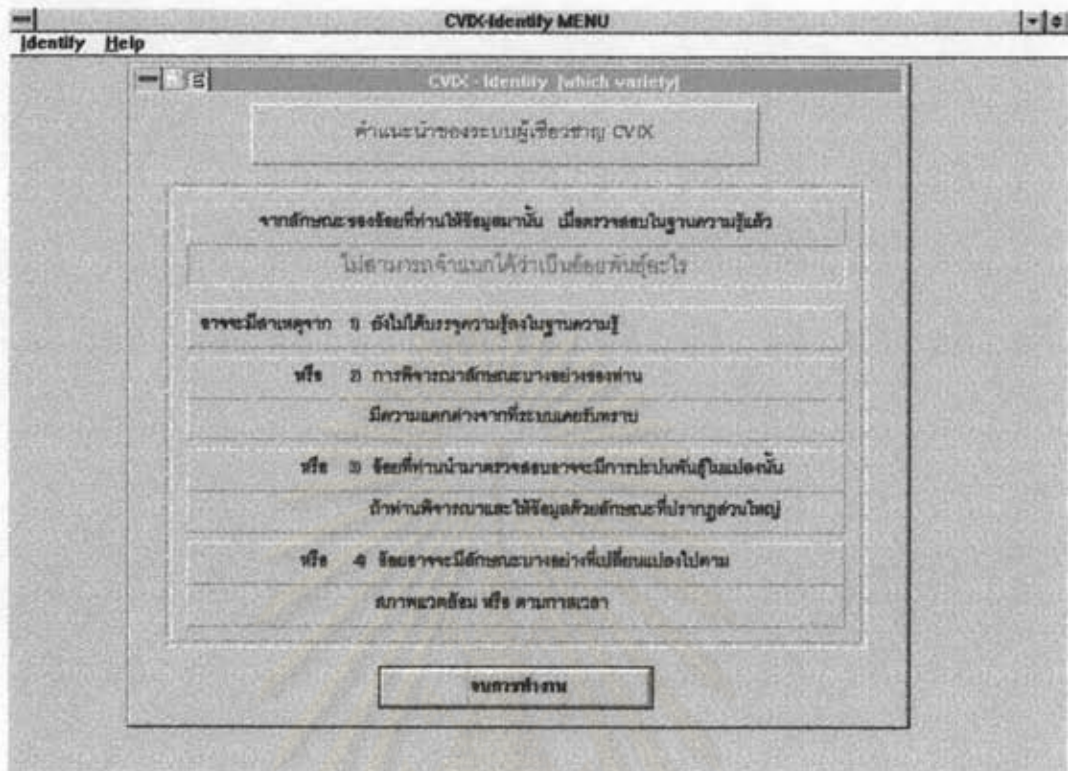 CVIX-Identify MENU
Identify Help
CVIX - Identify [which variety]
คำแนะนำของระบบผู้เชี่ยวชาญ CVIX
จากลักษณะของอ้อยที่ท่านให้ข้อมูลมานั้น เมื่อตรวจสอบในฐานความรู้แล้ว
ไม่สามารถจำแนกได้ว่าเป็นอ้อยพันธุ์อะไร
อาจจะมีสาเหตุจาก 1) ยังไม่ได้บรรจุความรู้ลงในฐานความรู้
หรือ 2) การพิจารณาลักษณะบางอย่างของท่าน
มีความแตกต่างจากที่ระบบเคยรับทราบ
หรือ 3) อ้อยที่ท่านนำมาตรวจสอบอาจจะมีการปะปนพันธุ์ในแปลงนั้น
ถ้าท่านพิจารณาและให้ข้อมูลด้วยลักษณะที่ปรากฏส่วนใหญ่
หรือ 4) อ้อยอาจจะมีลักษณะบางอย่างที่เปลี่ยนแปลงไปตาม
สภาพแวดล้อม หรือ ตามกาลเวลา
จบการทำงาน